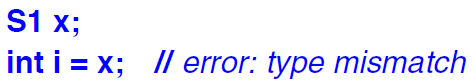 S1 x;
int i = x; // error: type mismatch